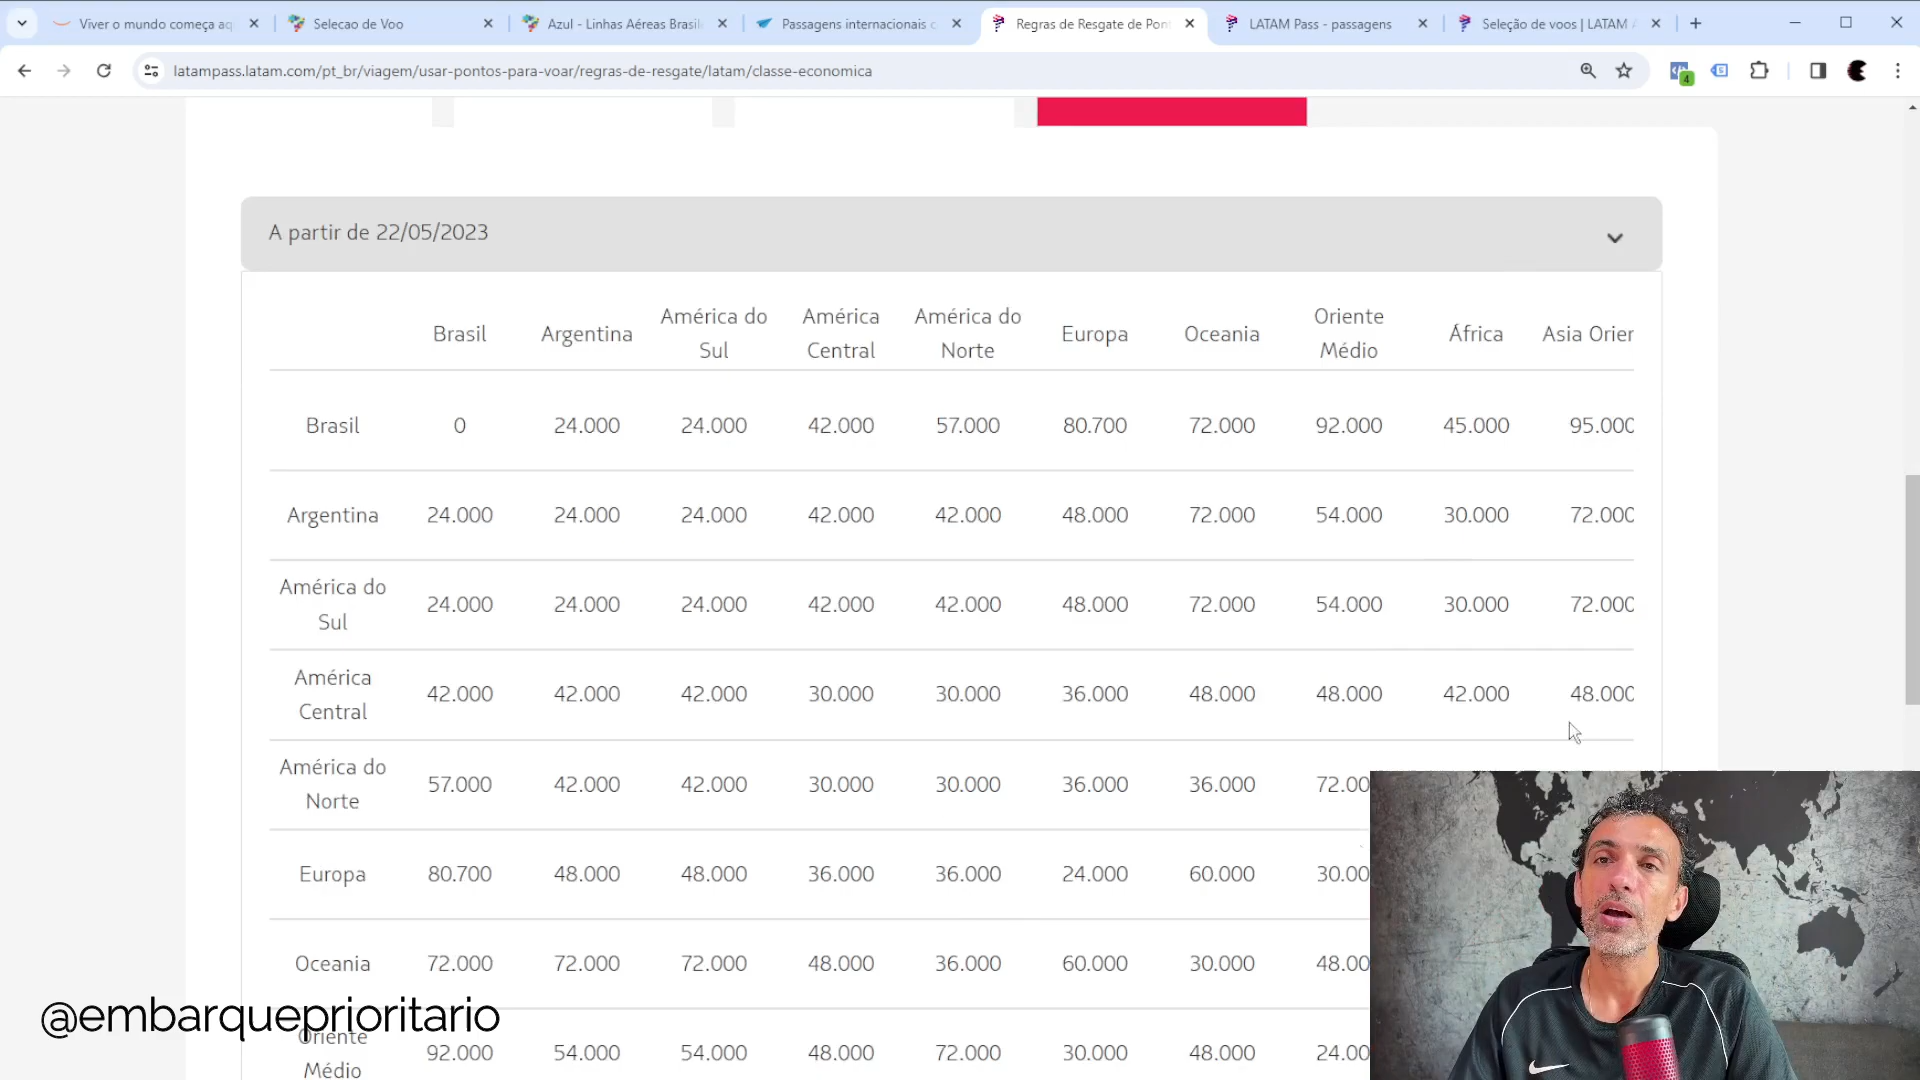 Viver o mundo começa aq
Selecao de Voo
Azul - Linhas Aéreas Brasil
Passagens internacionais c
Regras de Resgate de Pon
LATAM Pass - passagens
Seleção de voos | LATAM
latampass.latam.com/pt_br/viagem/usar-pontos-para-voar/regras-de-resgate/latam/classe-economica
4
A partir de 22/05/2023
Brasil Argentina América do Sul América Central América do Norte Europa Oceania Oriente Médio África Asia Orier
Brasil 0 24.000 24.000 42.000 57.000 80.700 72.000 92.000 45.000 95.000
Argentina 24.000 24.000 24.000 42.000 42.000 48.000 72.000 54.000 30.000 72.000
América do Sul 24.000 24.000 24.000 42.000 42.000 48.000 72.000 54.000 30.000 72.000
América Central 42.000 42.000 42.000 30.000 30.000 36.000 48.000 48.000 42.000 48.000
América do Norte 57.000 42.000 42.000 30.000 30.000 36.000 36.000 72.00
Europa 80.700 48.000 48.000 36.000 36.000 24.000 60.000 30.00
Oceania 72.000 72.000 72.000 48.000 36.000 60.000 30.000 48.00
@embarqueprioritario
Oriente Médio 92.000 54.000 54.000 48.000 72.000 30.000 48.000 24.00